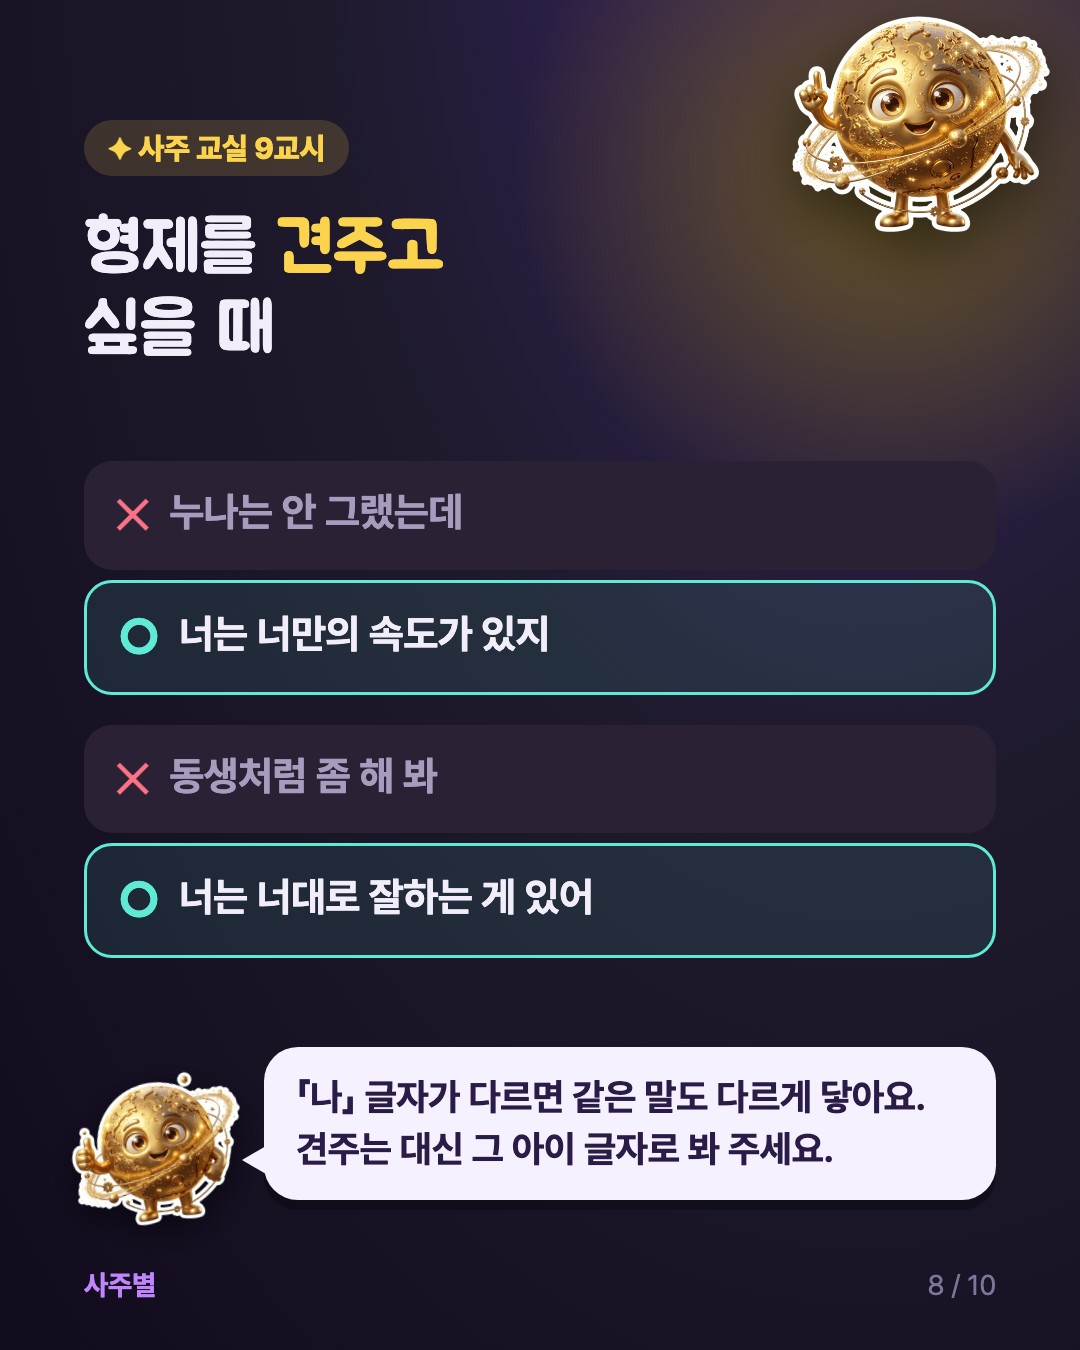 ✦ 사주 교실 9교시
형제를 견주고
싶을 때
누나는 안 그랬는데
너는 너만의 속도가 있지
동생처럼 좀 해 봐
너는 너대로 잘하는 게 있어
「나」 글자가 다르면 같은 말도 다르게 닿아요.
견주는 대신 그 아이 글자로 봐 주세요.
사주별
8 / 10